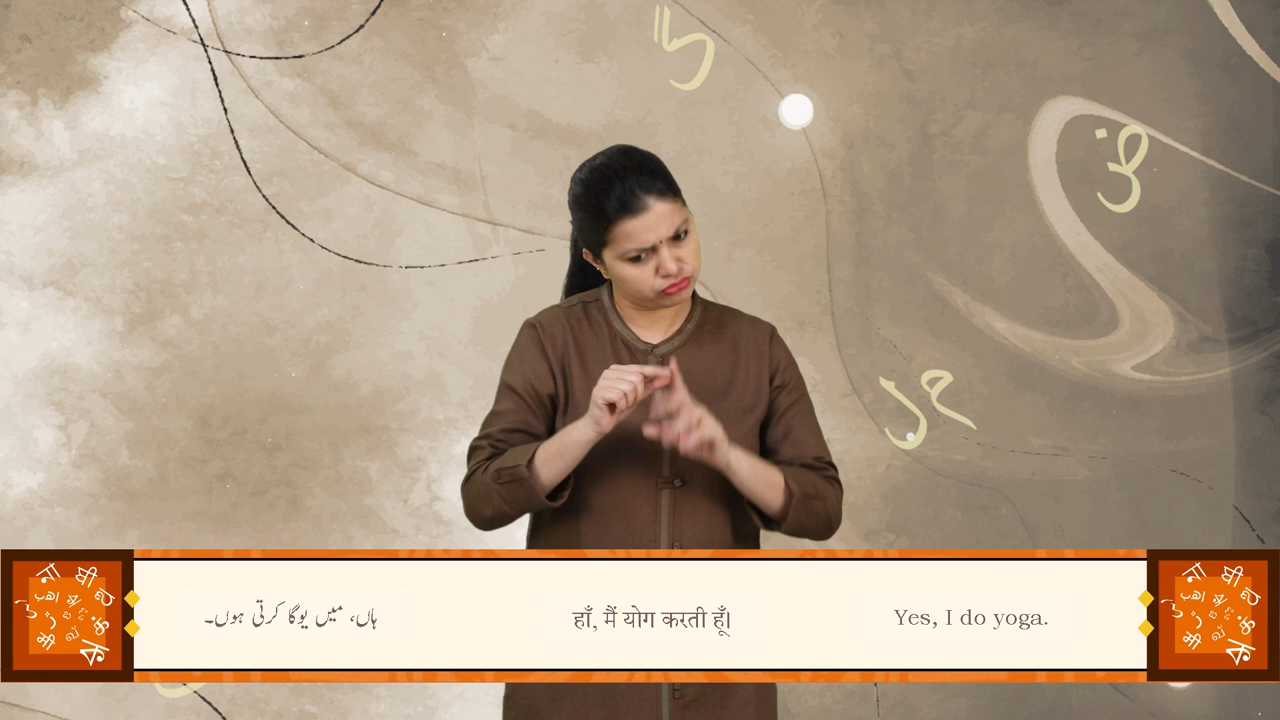 ہاں، میں یوگا کرتی ہوں۔
हाँ, मैं योग करती हूँ।
Yes, I do yoga.